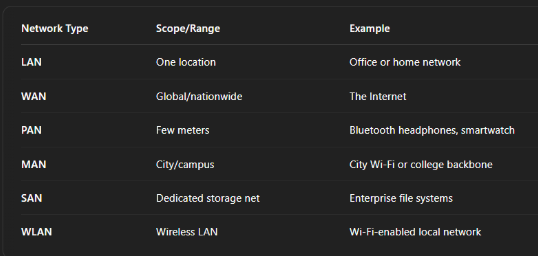 Network Type Scope/Range Example
LAN One location Office or home network
WAN Global/nationwide The Internet
PAN Few meters Bluetooth headphones, smartwatch
MAN City/campus City Wi-Fi or college backbone
SAN Dedicated storage net Enterprise file systems
WLAN Wireless LAN Wi-Fi-enabled local network